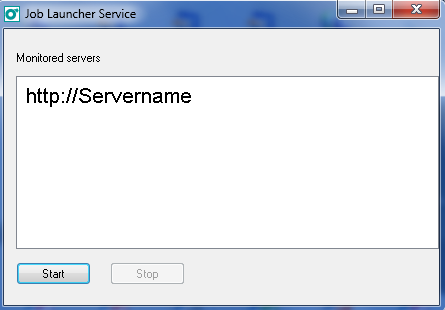 Job Launcher Service
Monitored servers
http://Servername
Start Stop